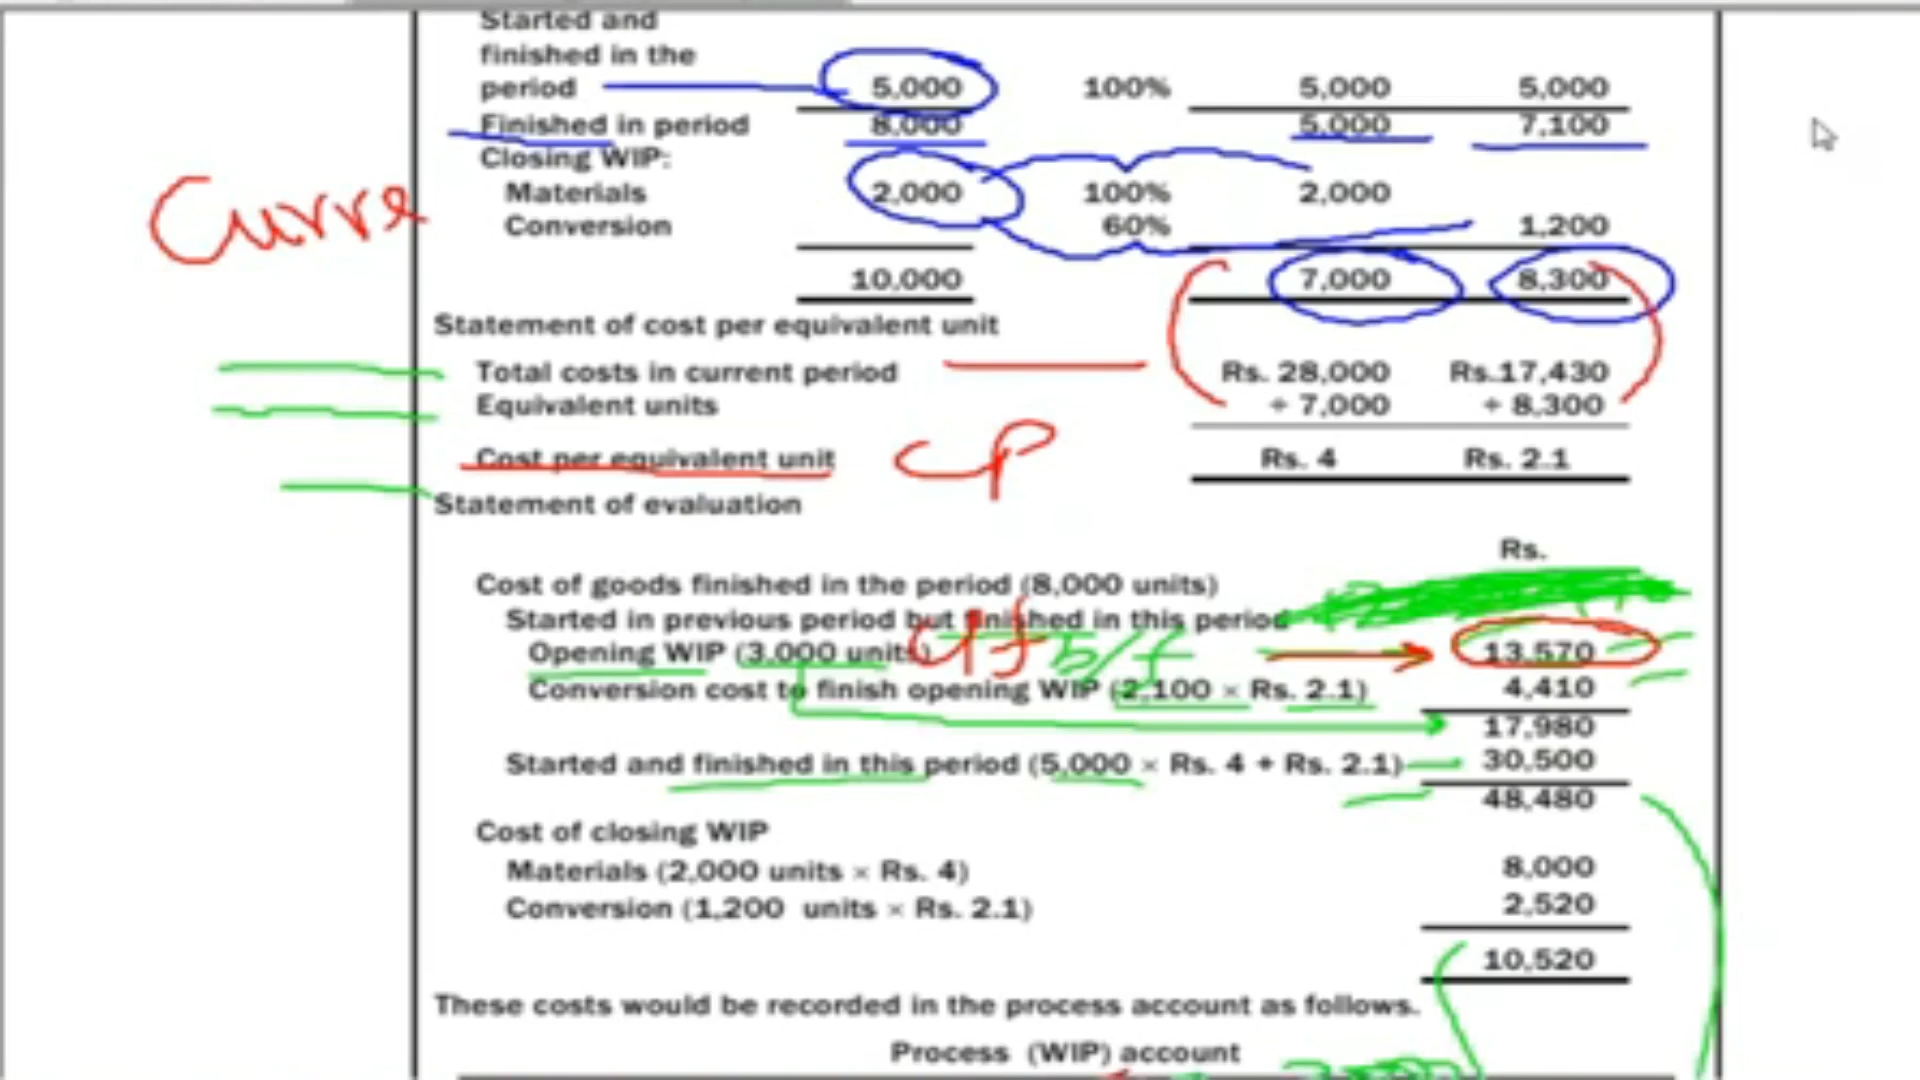 Started and
finished in the
period 5,000 100% 5,000 5,000
Finished in period 8,000 5,000 7,100
Closing WIP:
Materials 2,000 100% 2,000
Conversion 60% 1,200
Curre
10,000 7,000 8,300
Statement of cost per equivalent unit
Total costs in current period Rs. 28,000 Rs.17,430
Equivalent units ÷ 7,000 ÷ 8,300
Cost per equivalent unit CP Rs. 4 Rs. 2.1
Statement of evaluation
Rs.
Cost of goods finished in the period (8,000 units)
Started in previous period but finished in this period
Opening WIP (3,000 units) b/f 13,570
Conversion cost to finish opening WIP (2,100 × Rs. 2.1) 4,410
17,980
Started and finished in this period (5,000 × Rs. 4 + Rs. 2.1) 30,500
48,480
Cost of closing WIP
Materials (2,000 units × Rs. 4) 8,000
Conversion (1,200 units × Rs. 2.1) 2,520
10,520
These costs would be recorded in the process account as follows.
Process (WIP) account